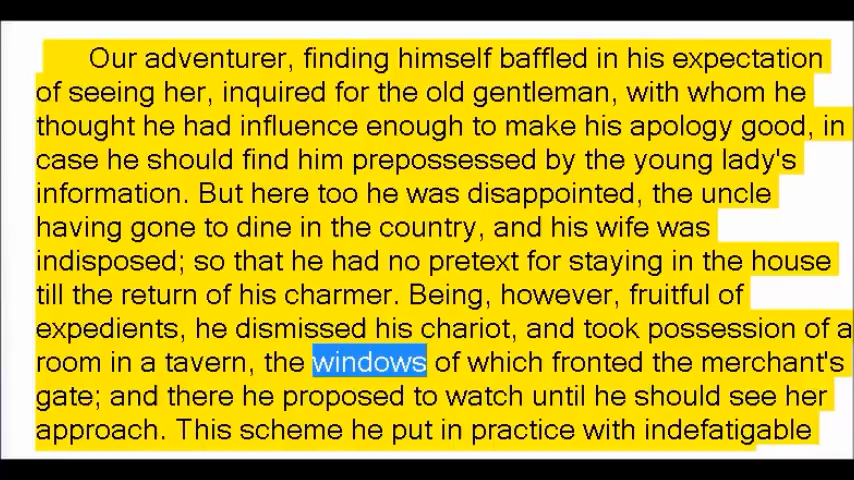 Our adventurer, finding himself baffled in his expectation
of seeing her, inquired for the old gentleman, with whom he
thought he had influence enough to make his apology good, in
case he should find him prepossessed by the young lady's
information. But here too he was disappointed, the uncle
having gone to dine in the country, and his wife was
indisposed; so that he had no pretext for staying in the house
till the return of his charmer. Being, however, fruitful of
expedients, he dismissed his chariot, and took possession of a
room in a tavern, the windows of which fronted the merchant's
gate; and there he proposed to watch until he should see her
approach. This scheme he put in practice with indefatigable